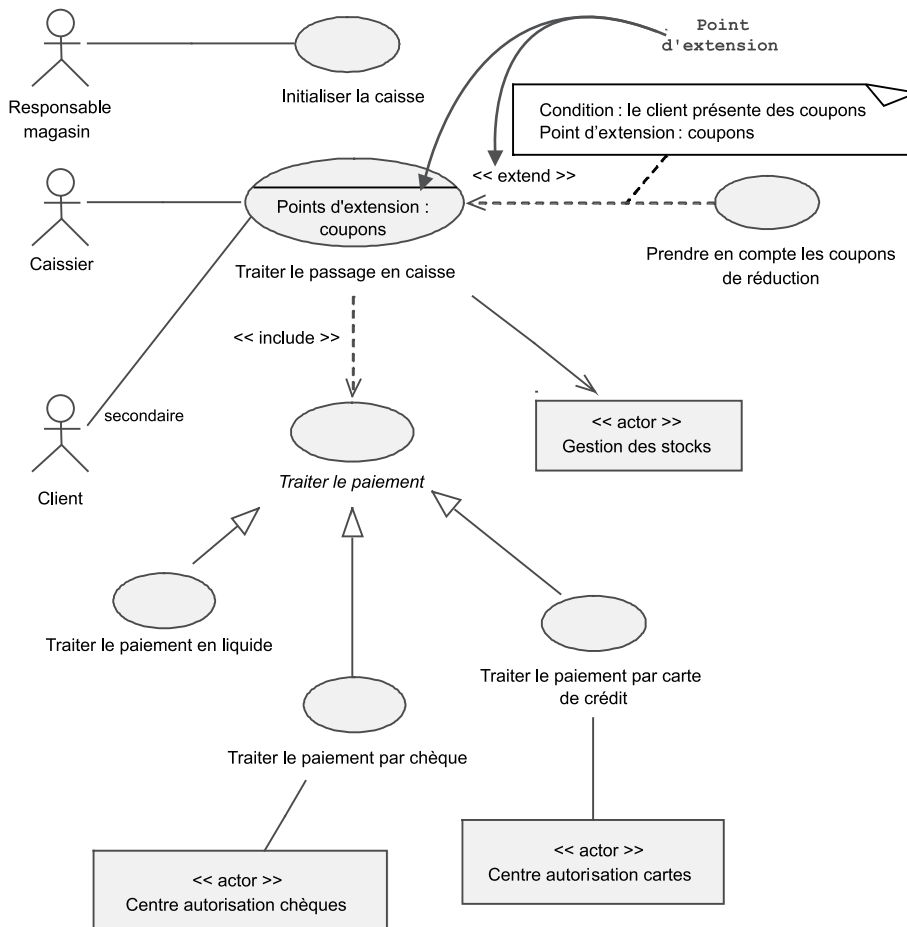 Point
d'extension
Responsable
magasin
Initialiser la caisse
Condition : le client présente des coupons
Point d'extension : coupons
<< extend >>
Points d'extension :
coupons
Caissier
Traiter le passage en caisse
Prendre en compte les coupons
de réduction
<< include >>
secondaire
Client
<< actor >>
Gestion des stocks
Traiter le paiement
Traiter le paiement en liquide
Traiter le paiement par carte
de crédit
Traiter le paiement par chèque
<< actor >>
Centre autorisation cartes
<< actor >>
Centre autorisation chèques